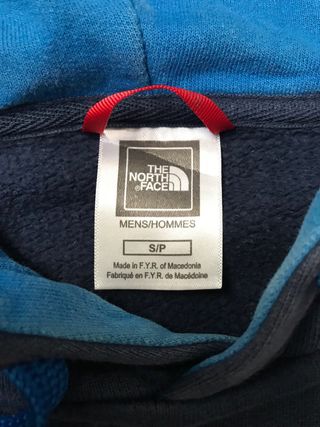 THE
NORTH
FACE
MENS/HOMMES
S/P
Made in F.Y.R. of Macedonia
Fabriqué en F.Y.R. de Macédoine